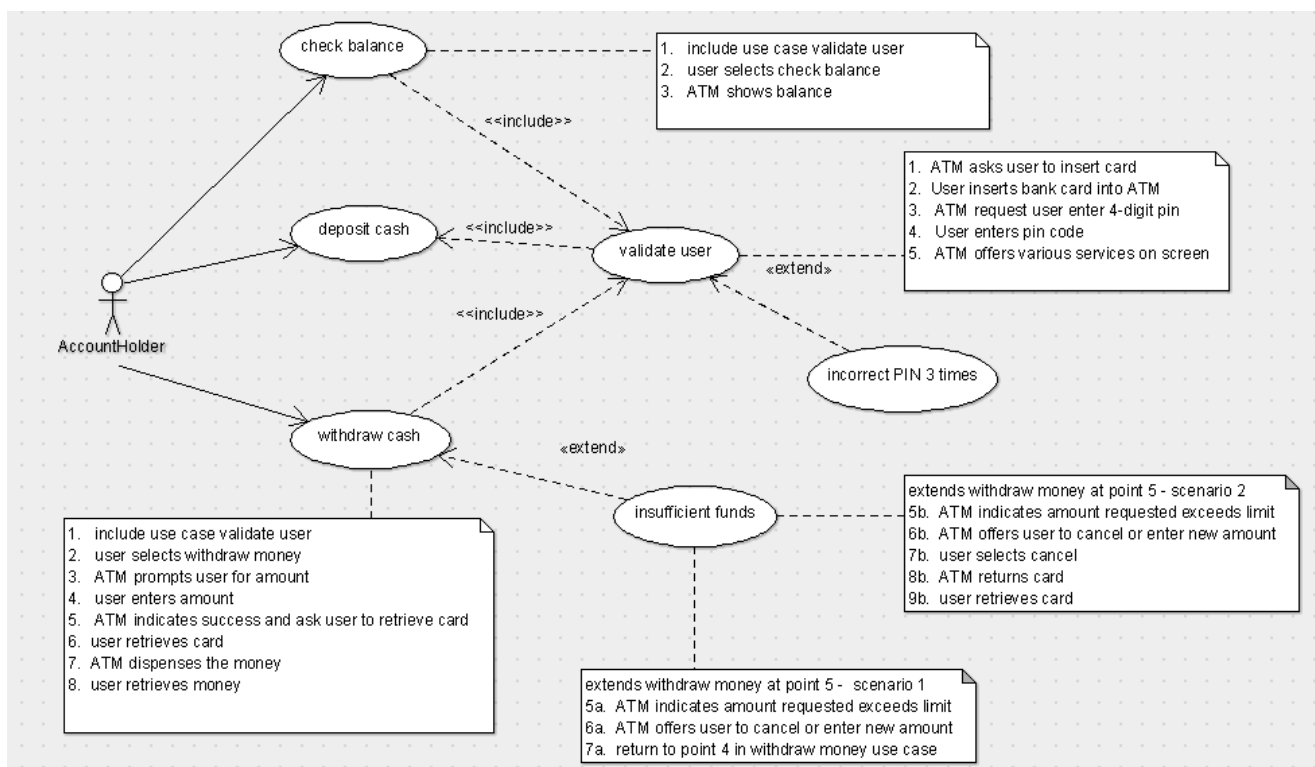 check balance
1. include use case validate user
2. user selects check balance
3. ATM shows balance
<<include>>
1. ATM asks user to insert card
2. User inserts bank card into ATM
3. ATM request user enter 4-digit pin
4. User enters pin code
5. ATM offers various services on screen
deposit cash
<<include>>
validate user
«extend»
<<include>>
AccountHolder
incorrect PIN 3 times
withdraw cash
«extend»
insufficient funds
extends withdraw money at point 5 - scenario 2
5b. ATM indicates amount requested exceeds limit
6b. ATM offers user to cancel or enter new amount
7b. user selects cancel
8b. ATM returns card
9b. user retrieves card
1. include use case validate user
2. user selects withdraw money
3. ATM prompts user for amount
4. user enters amount
5. ATM indicates success and ask user to retrieve card
6. user retrieves card
7. ATM dispenses the money
8. user retrieves money
extends withdraw money at point 5 - scenario 1
5a. ATM indicates amount requested exceeds limit
6a. ATM offers user to cancel or enter new amount
7a. return to point 4 in withdraw money use case